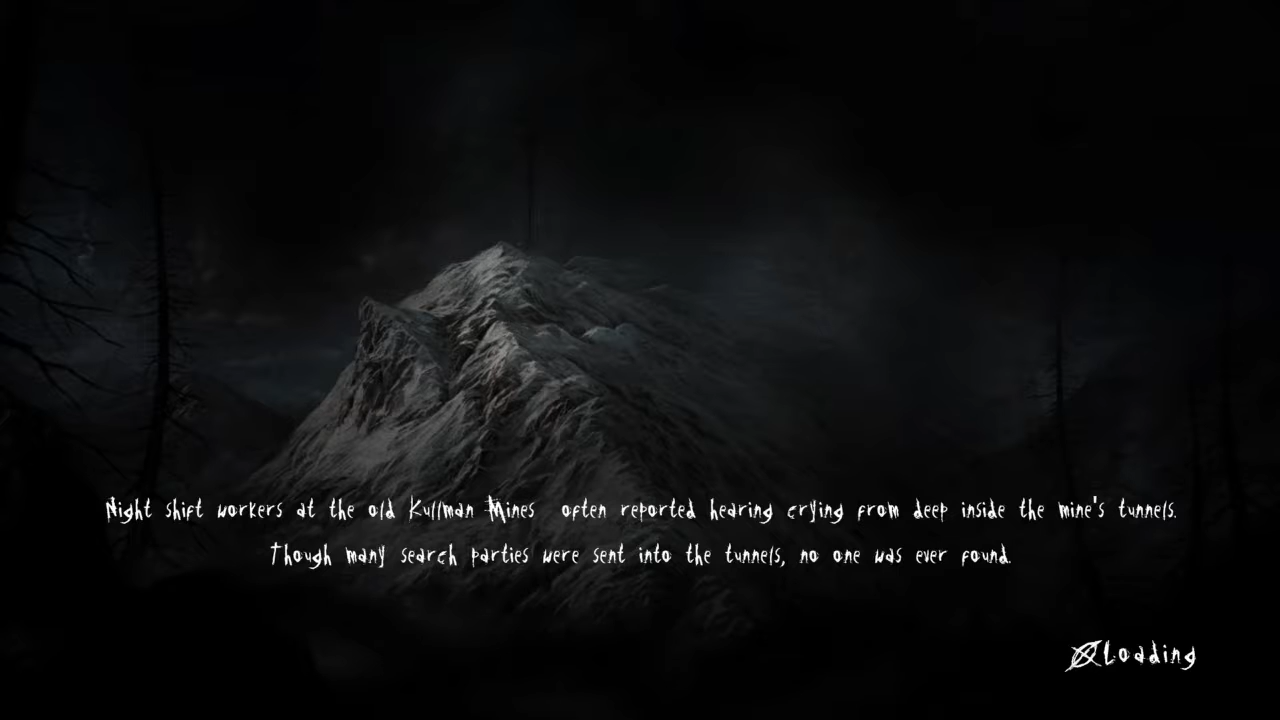 Night shift workers at the old Kullman Mines often reported hearing crying from deep inside the mine's tunnels.
Though many search parties were sent into the tunnels, no one was ever found.
Loading